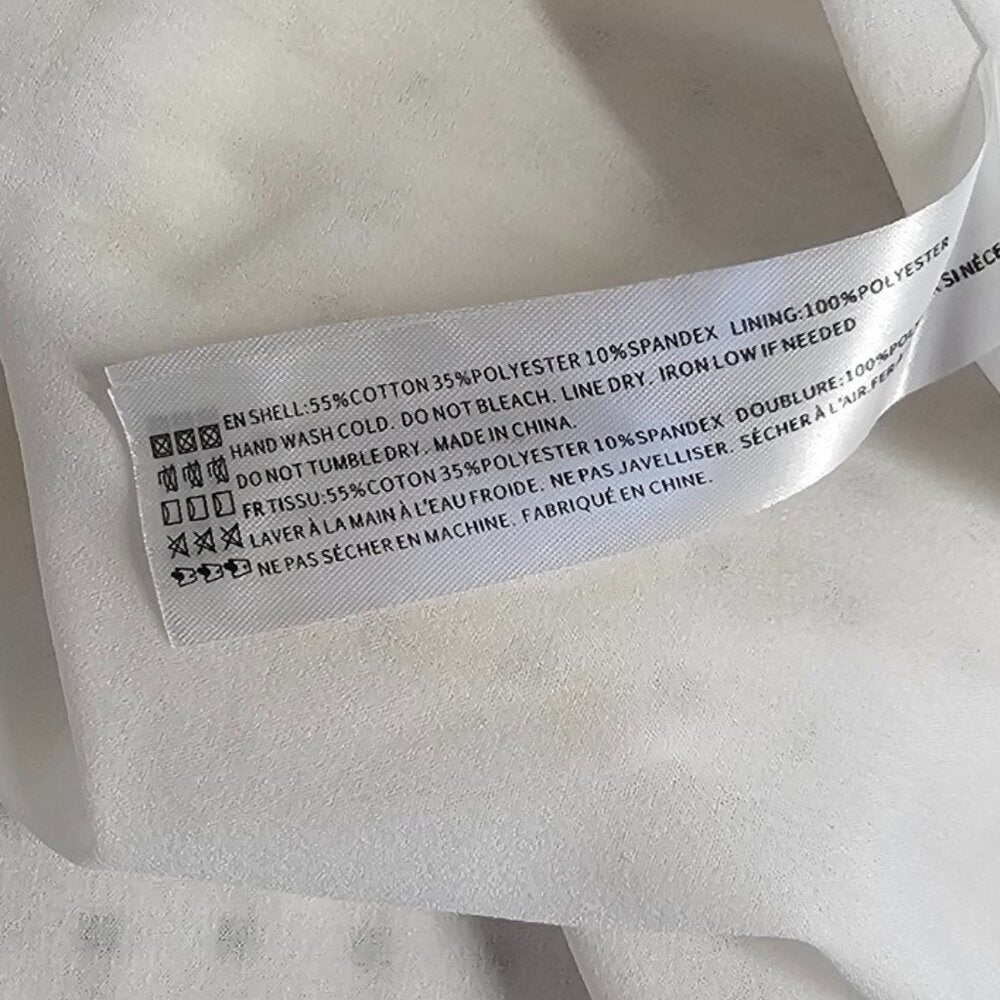 EN SHELL:55%COTTON 35%POLYESTER 10%SPANDEX LINING:100%POLYESTER
HAND WASH COLD. DO NOT BLEACH. LINE DRY. IRON LOW IF NEEDED
DO NOT TUMBLE DRY. MADE IN CHINA.
FR TISSU:55%COTON 35%POLYESTER 10%SPANDEX DOUBLURE:100%
LAVER À LA MAIN À L'EAU FROIDE. NE PAS JAVELLISER. SÉCHER À L'AIR. SI
NE PAS SÉCHER EN MACHINE. FABRIQUÉ EN CHINE.